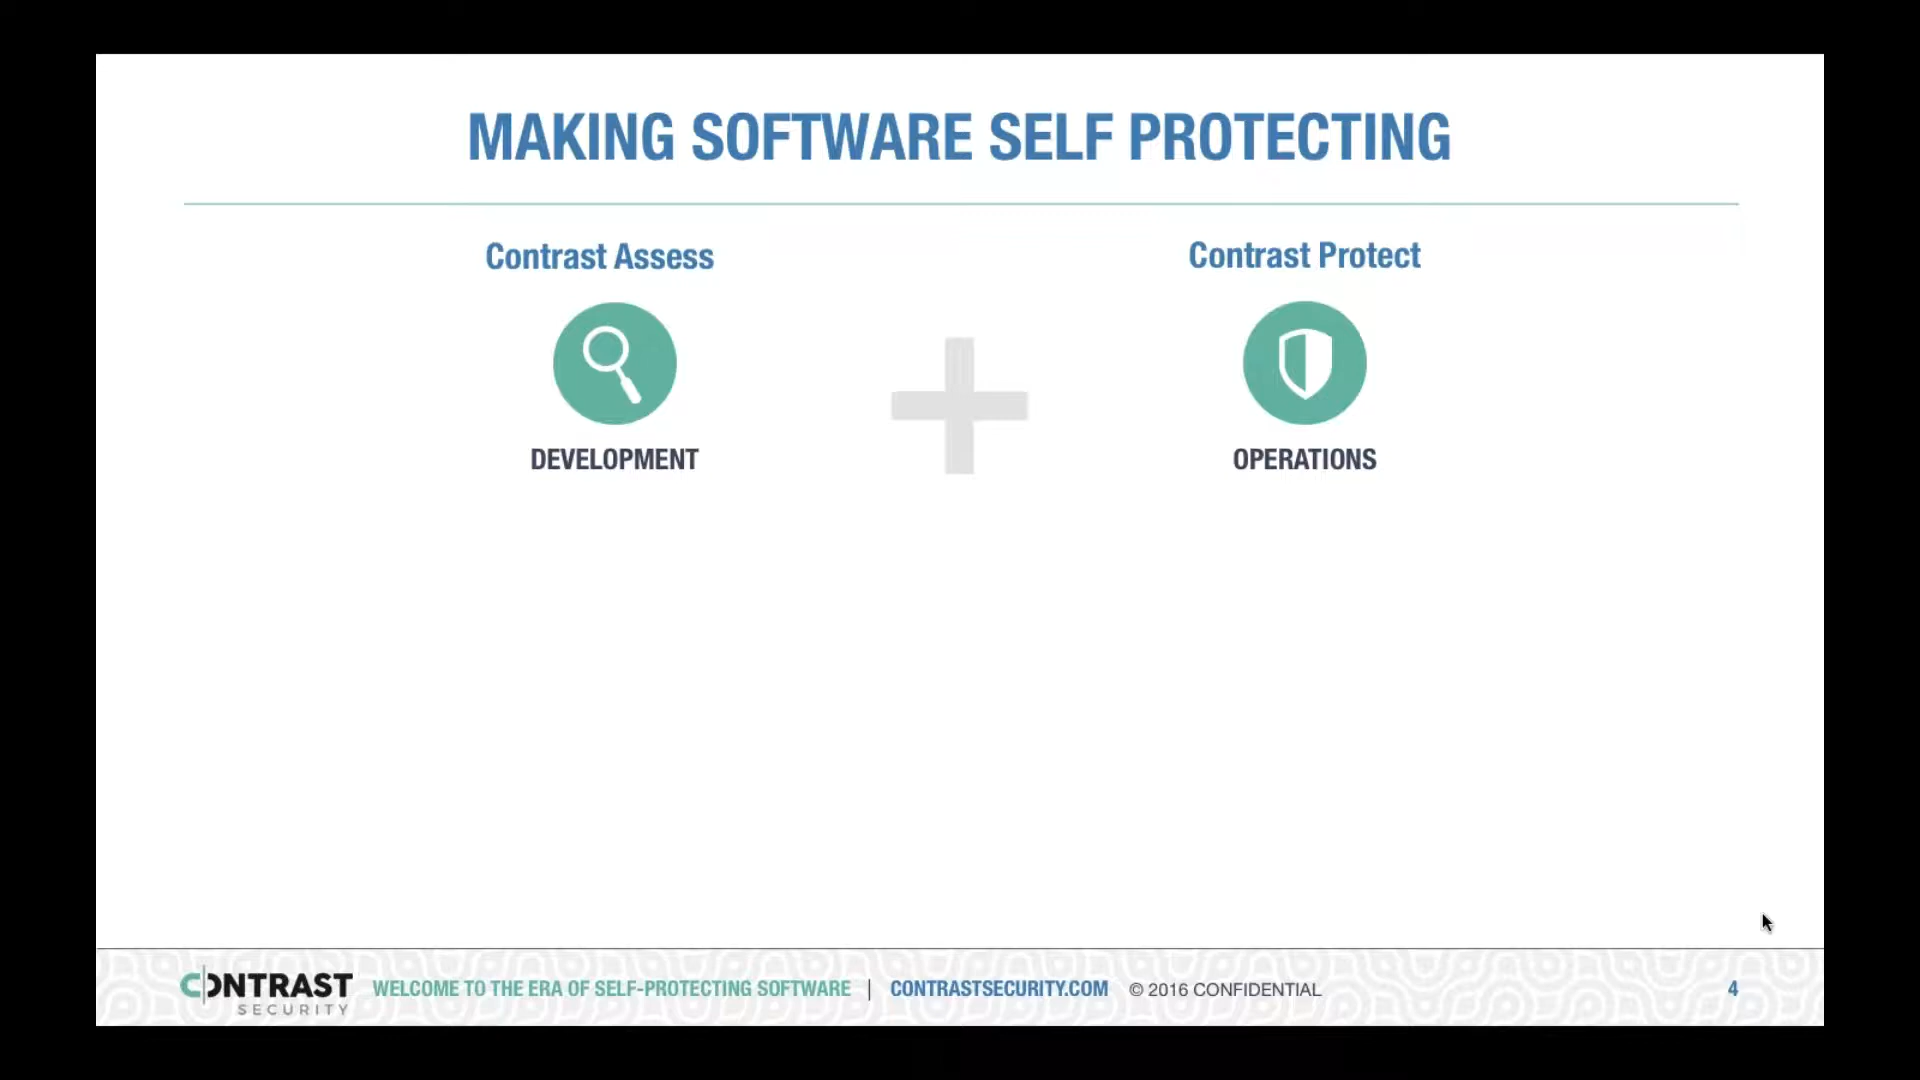 MAKING SOFTWARE SELF PROTECTING
Contrast Assess
Contrast Protect
DEVELOPMENT
OPERATIONS
CONTRAST SECURITY
WELCOME TO THE ERA OF SELF-PROTECTING SOFTWARE | CONTRASTSECURITY.COM © 2016 CONFIDENTIAL
4